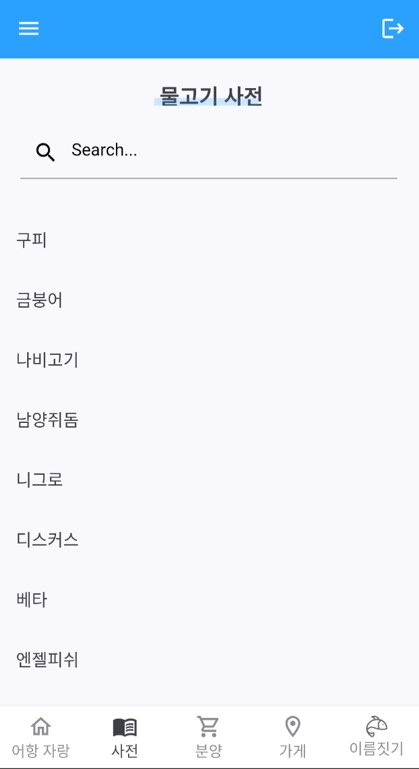 물고기 사전
Search...
구피
금붕어
나비고기
남양쥐돔
니그로
디스커스
베타
엔젤피쉬
어항 자랑
사전
분양
가게
이름짓기